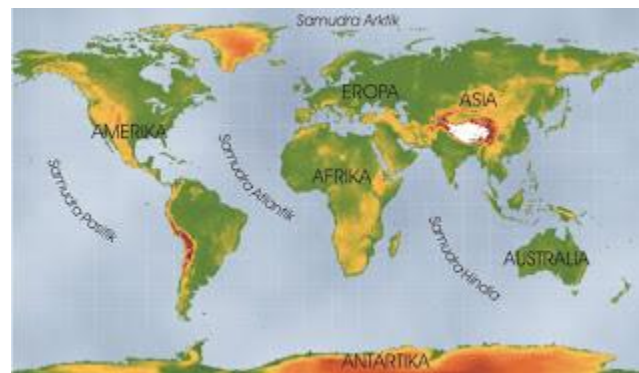 Samudra Arktik
EROPA
ASIA
AMERIKA
Samudra Atlantik
AFRIKA
Samudra Pasifik
Samudra Hindia
AUSTRALIA
ANTARTIKA